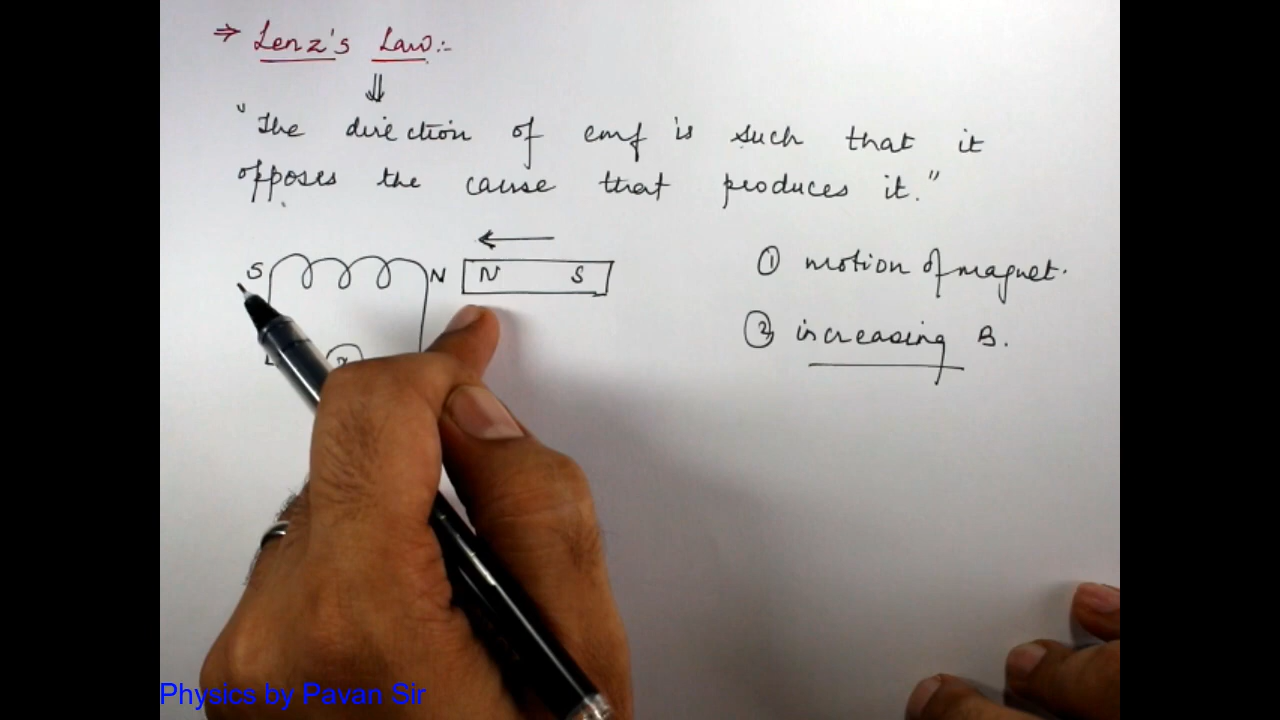 ⇒ Lenz's Law:-
"The direction of emf is such that it
opposes the cause that produces it."
S N N S
① motion of magnet.
② increasing B.
Physics by Pavan Sir